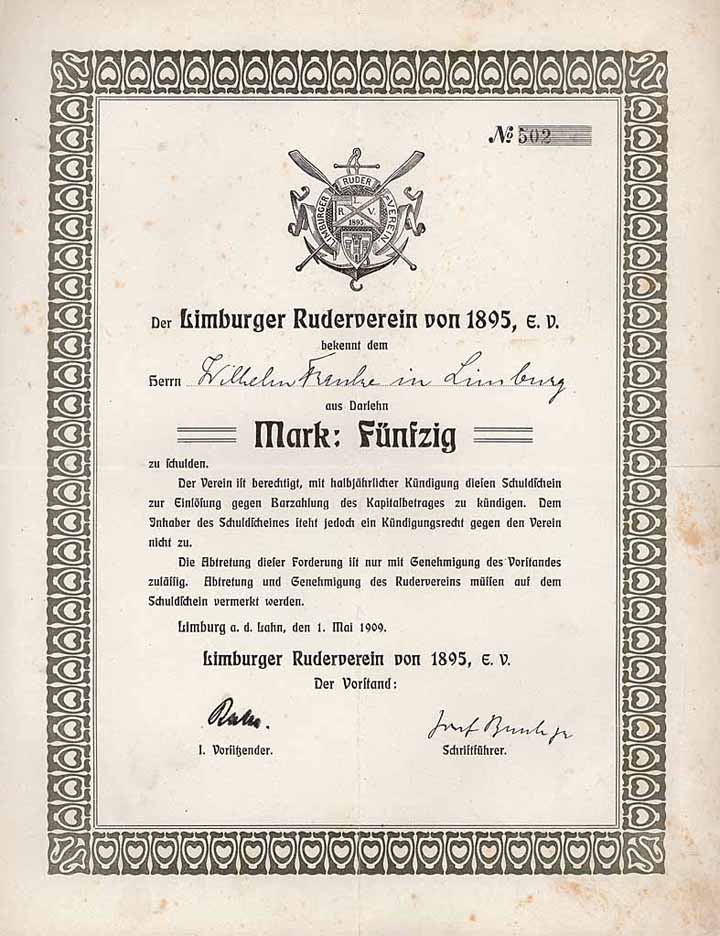 № 502
LIMBURGER RUDER VEREIN.
L.
R. V.
1895
Der Limburger Ruderverein von 1895, E. V.
bekennt dem
Herrn Wilhelm Franke in Limburg
aus Darlehn
Mark: Fünfzig
zu ſchulden.
Der Verein iſt berechtigt, mit halbjährlicher Kündigung dieſen Schuldſchein
zur Einlöſung gegen Barzahlung des Kapitalbetrages zu kündigen. Dem
Inhaber des Schuldſcheines ſteht jedoch ein Kündigungsrecht gegen den Verein
nicht zu.
Die Abtretung dieſer Forderung iſt nur mit Genehmigung des Vorſtandes
zuläſſig. Abtretung und Genehmigung des Rudervereins müſſen auf dem
Schuldſchein vermerkt werden.
Limburg a. d. Lahn, den 1. Mai 1909.
Limburger Ruderverein von 1895, E. V.
Der Vorſtand:
Josef
I. Vorſitzender.
Schriftführer.